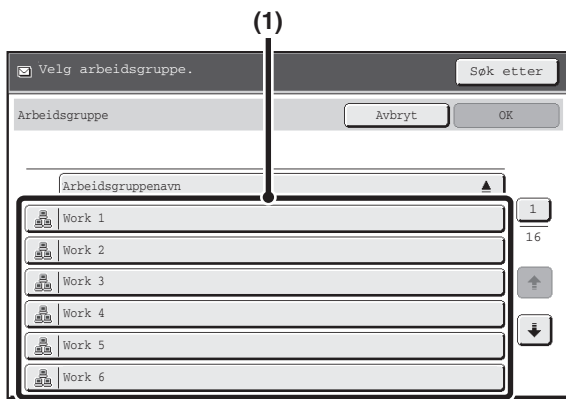 (1)
Velg arbeidsgruppe.
Søk etter
Arbeidsgruppe
Avbryt
OK
Arbeidsgruppenavn
Work 1
Work 2
Work 3
Work 4
Work 5
Work 6
1
16